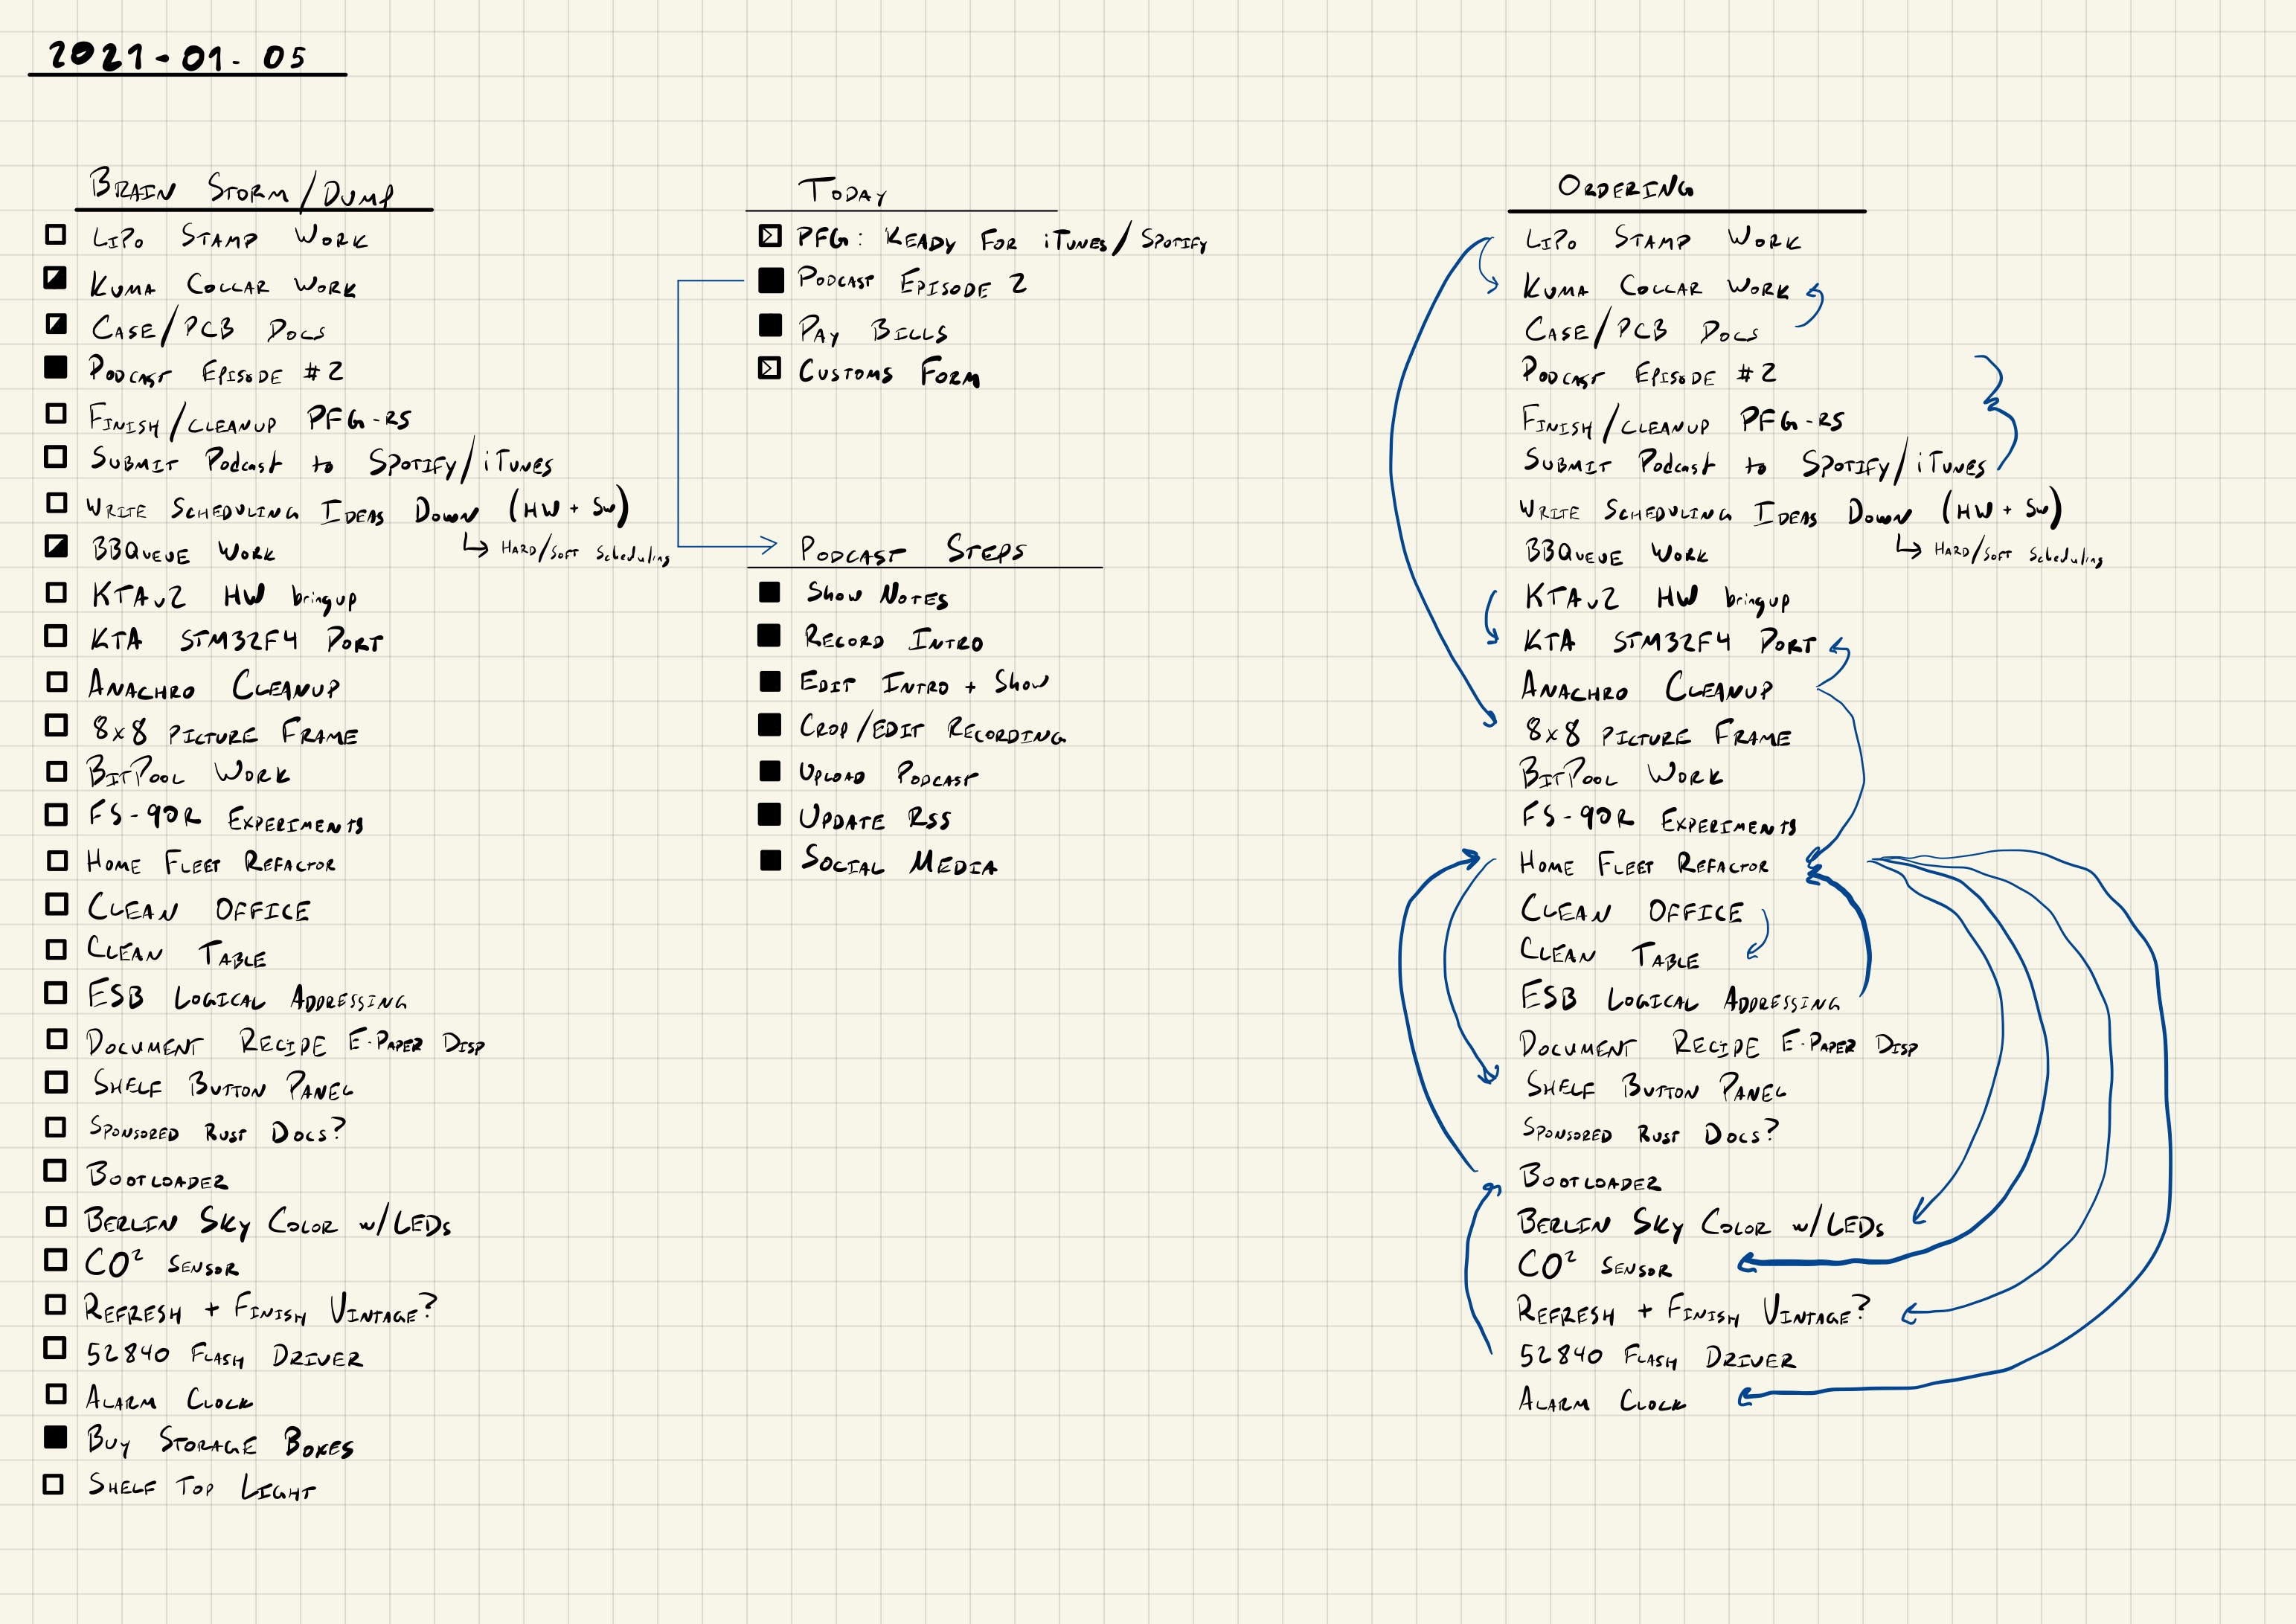 2021-01-05
BRAIN STORM/DUMP
LiPo STAMP WORK
KUMA COLLAR WORK
CASE/PCB DOCS
PODCAST EPISODE #2
FINISH/CLEANUP PFG-RS
SUBMIT Podcast to SPOTIFY/iTUNES
WRITE SCHEDULING IDEAS DOWN (HW + SW)
↳ HARD/SOFT Scheduling
BBQUEUE WORK
KTAv2 HW bringup
KTA STM32F4 PORT
ANACHRO CLEANUP
8x8 PICTURE FRAME
BITPOOL WORK
FS-90R EXPERIMENTS
HOME FLEET REFACTOR
CLEAN OFFICE
CLEAN TABLE
ESB LOGICAL ADDRESSING
DOCUMENT RECIPE E-PAPER DISP
SHELF BUTTON PANEL
SPONSORED RUST DOCS?
BOOTLOADER
BERLIN SKY COLOR w/LEDs
CO² SENSOR
REFRESH + FINISH VINTAGE?
52840 FLASH DRIVER
ALARM CLOCK
BUY STORAGE BOXES
SHELF TOP LIGHT
TODAY
PFG: READY FOR iTUNES/SPOTIFY
PODCAST EPISODE 2
PAY BILLS
CUSTOMS FORM
PODCAST STEPS
SHOW NOTES
RECORD INTRO
EDIT INTRO + SHOW
CROP/EDIT RECORDING
UPLOAD PODCAST
UPDATE RSS
SOCIAL MEDIA
ORDERING
LiPo STAMP WORK
KUMA COLLAR WORK
CASE/PCB DOCS
PODCAST EPISODE #2
FINISH/CLEANUP PFG-RS
SUBMIT Podcast to SPOTIFY/iTUNES
WRITE SCHEDULING IDEAS DOWN (HW + SW)
↳ HARD/SOFT Scheduling
BBQUEUE WORK
KTAv2 HW bringup
KTA STM32F4 PORT
ANACHRO CLEANUP
8x8 PICTURE FRAME
BITPOOL WORK
FS-90R EXPERIMENTS
HOME FLEET REFACTOR
CLEAN OFFICE
CLEAN TABLE
ESB LOGICAL ADDRESSING
DOCUMENT RECIPE E-PAPER DISP
SHELF BUTTON PANEL
SPONSORED RUST DOCS?
BOOTLOADER
BERLIN SKY COLOR w/LEDs
CO² SENSOR
REFRESH + FINISH VINTAGE?
52840 FLASH DRIVER
ALARM CLOCK